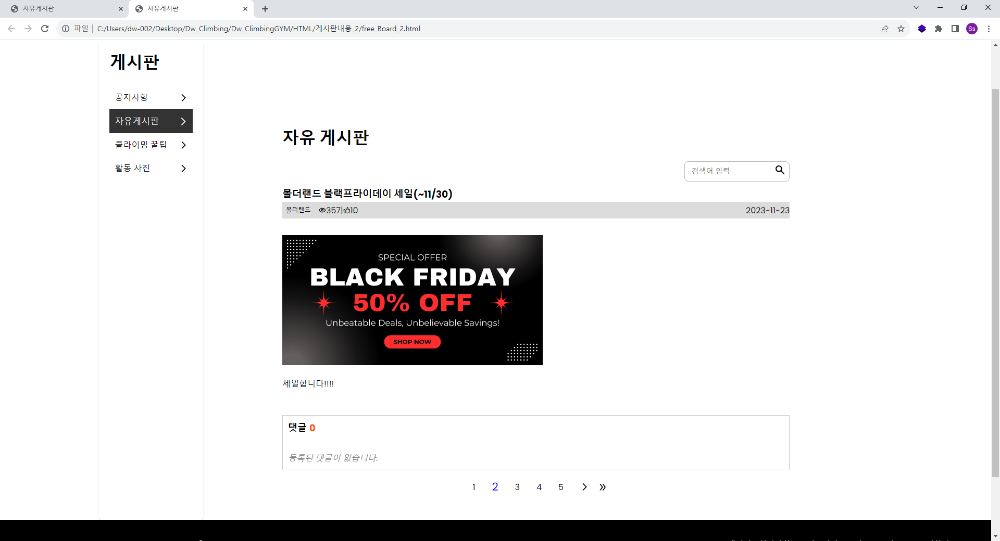 자유게시판
자유게시판
파일
C:/Users/dw-002/Desktop/Dw_Climbing/Dw_ClimbingGYM/HTML/게시판내용_2/free_Board_2.html
Ss
게시판
공지사항
자유게시판
클라이밍 꿀팁
활동 사진
자유 게시판
검색어 입력
볼더랜드 블랙프라이데이 세일(~11/30)
볼더랜드 357|10 2023-11-23
SPECIAL OFFER
BLACK FRIDAY
50% OFF
Unbeatable Deals, Unbelievable Savings!
SHOP NOW
세일합니다!!!!
댓글 0
등록된 댓글이 없습니다.
1 2 3 4 5